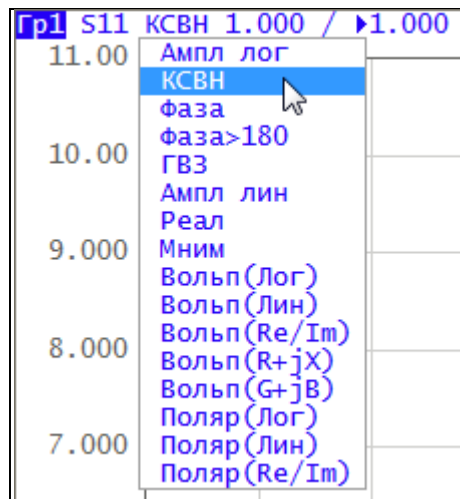 Гр1 S11 КСВН 1.000 / ▶1.000
11.00
Ампл лог
КСВН
Фаза
Фаза>180
10.00
ГВЗ
Ампл лин
Реал
9.000
Мним
Вольп(Лог)
Вольп(Лин)
Вольп(Re/Im)
8.000
Вольп(R+jX)
Вольп(G+jB)
Поляр(Лог)
7.000
Поляр(Лин)
Поляр(Re/Im)